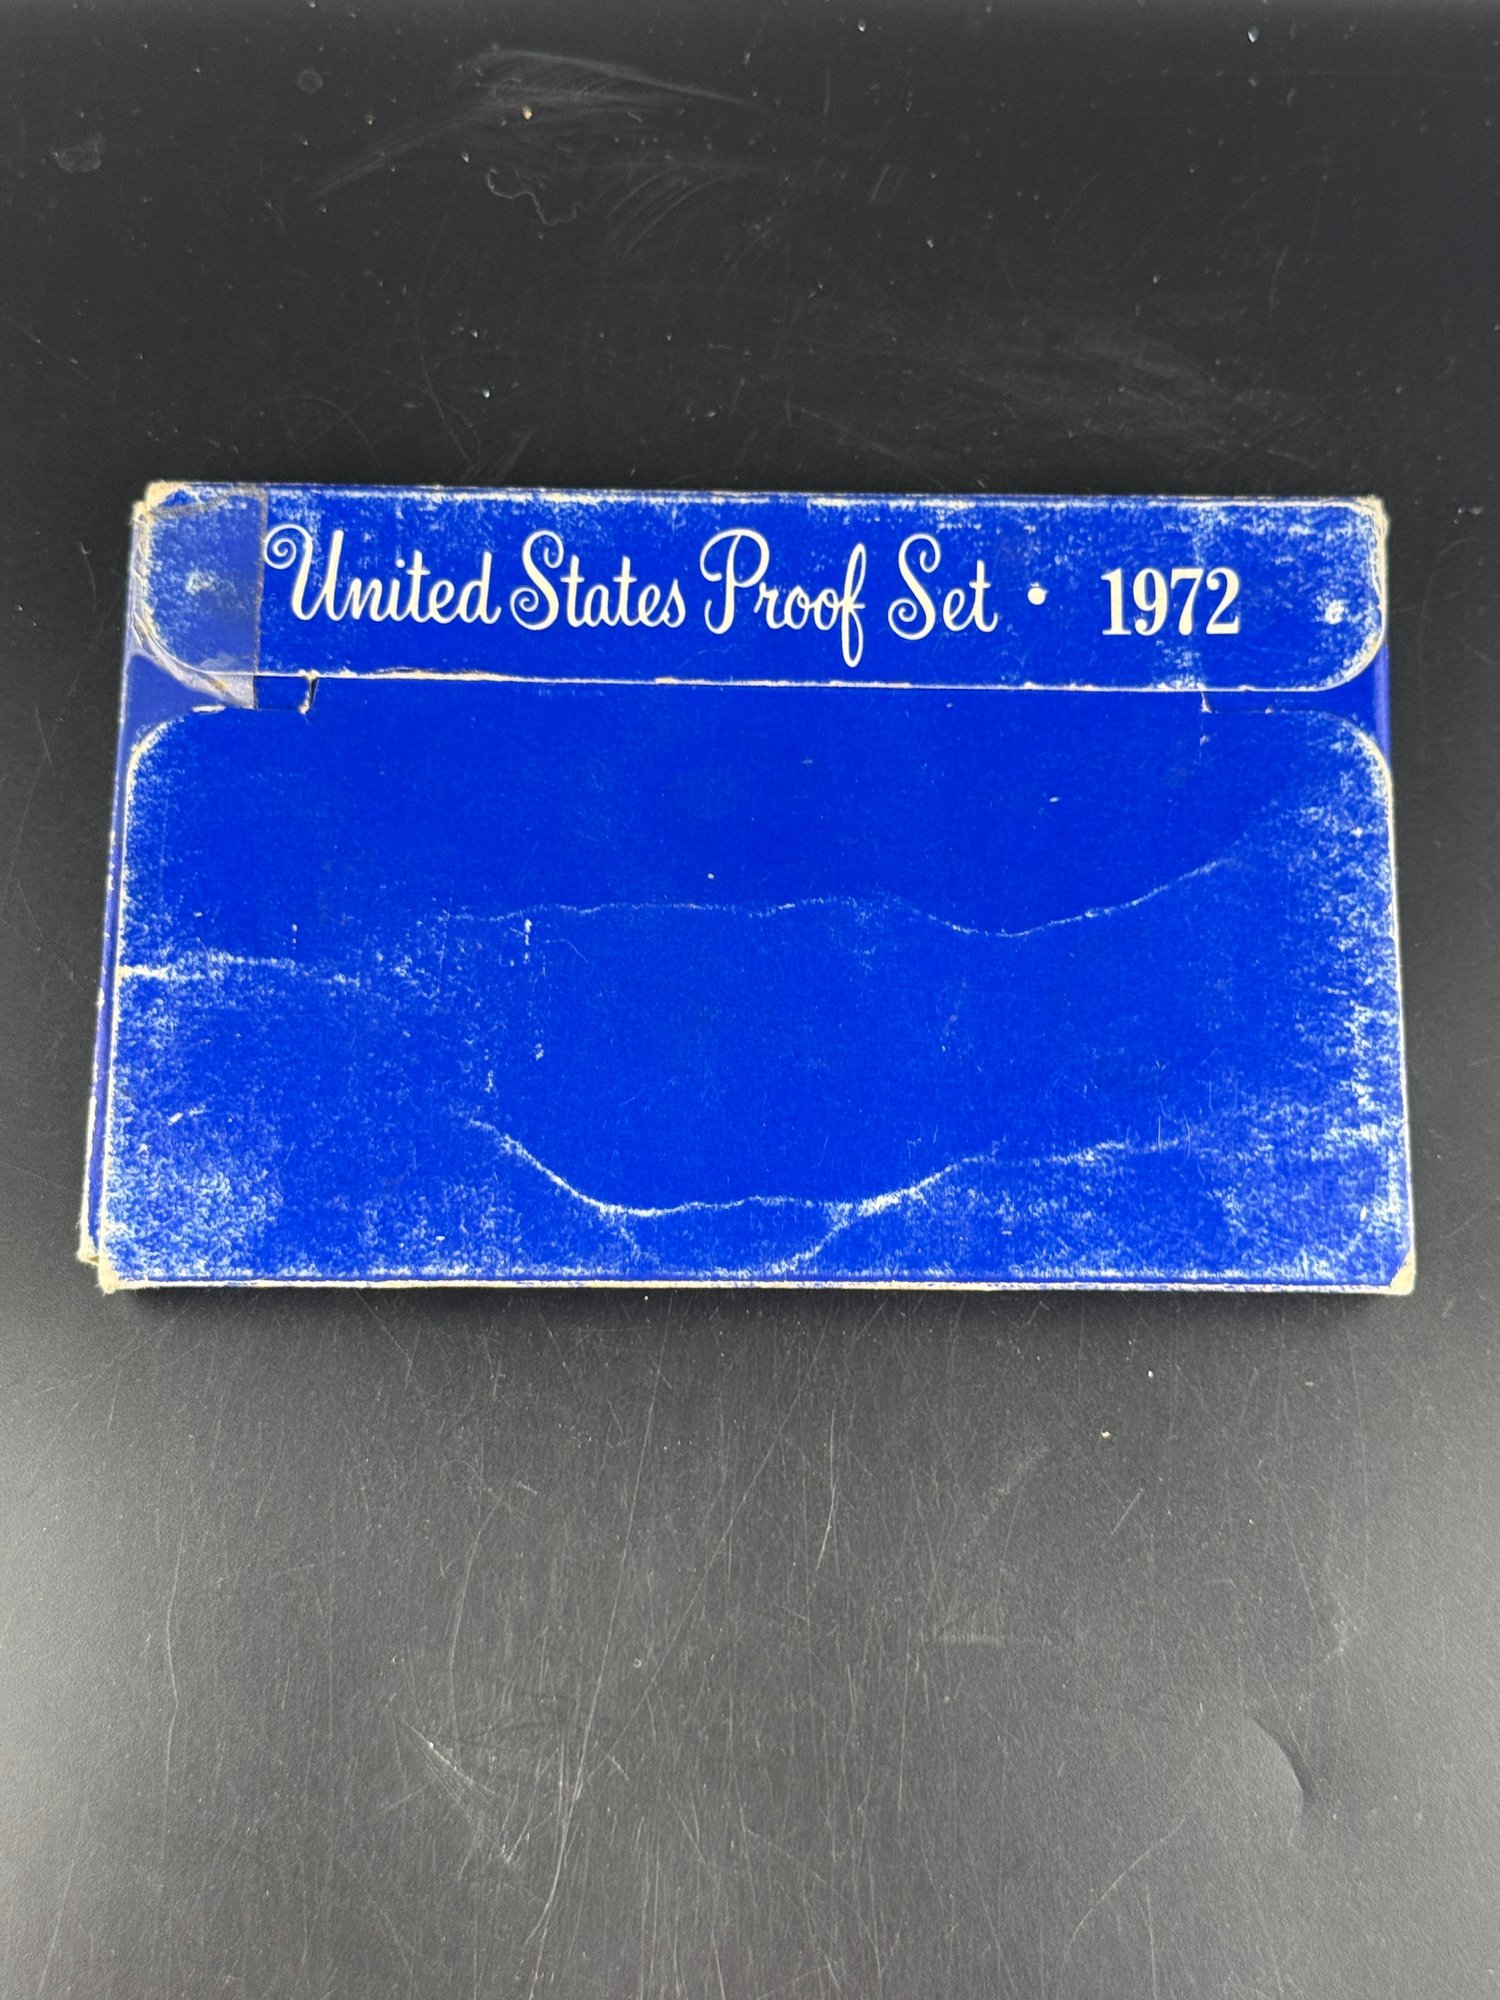 United States Proof Set • 1972